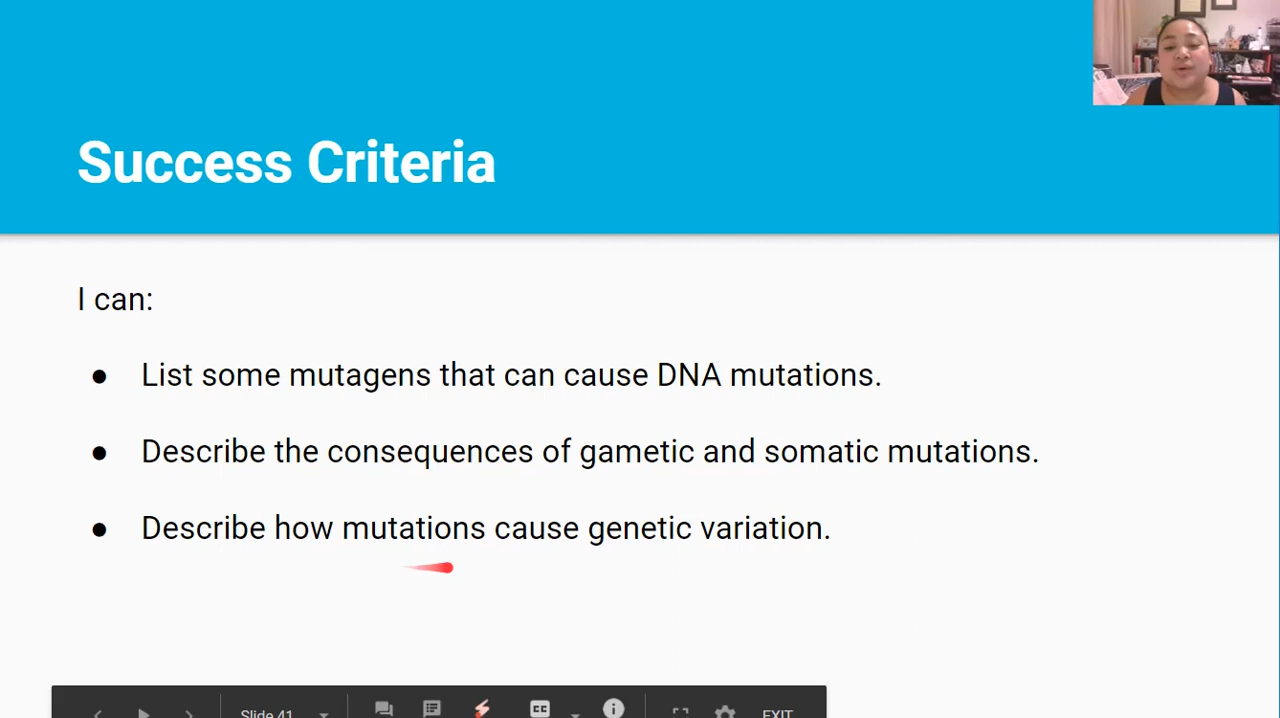 Success Criteria
I can:
● List some mutagens that can cause DNA mutations.
● Describe the consequences of gametic and somatic mutations.
● Describe how mutations cause genetic variation.
Slide 41 CC EXIT